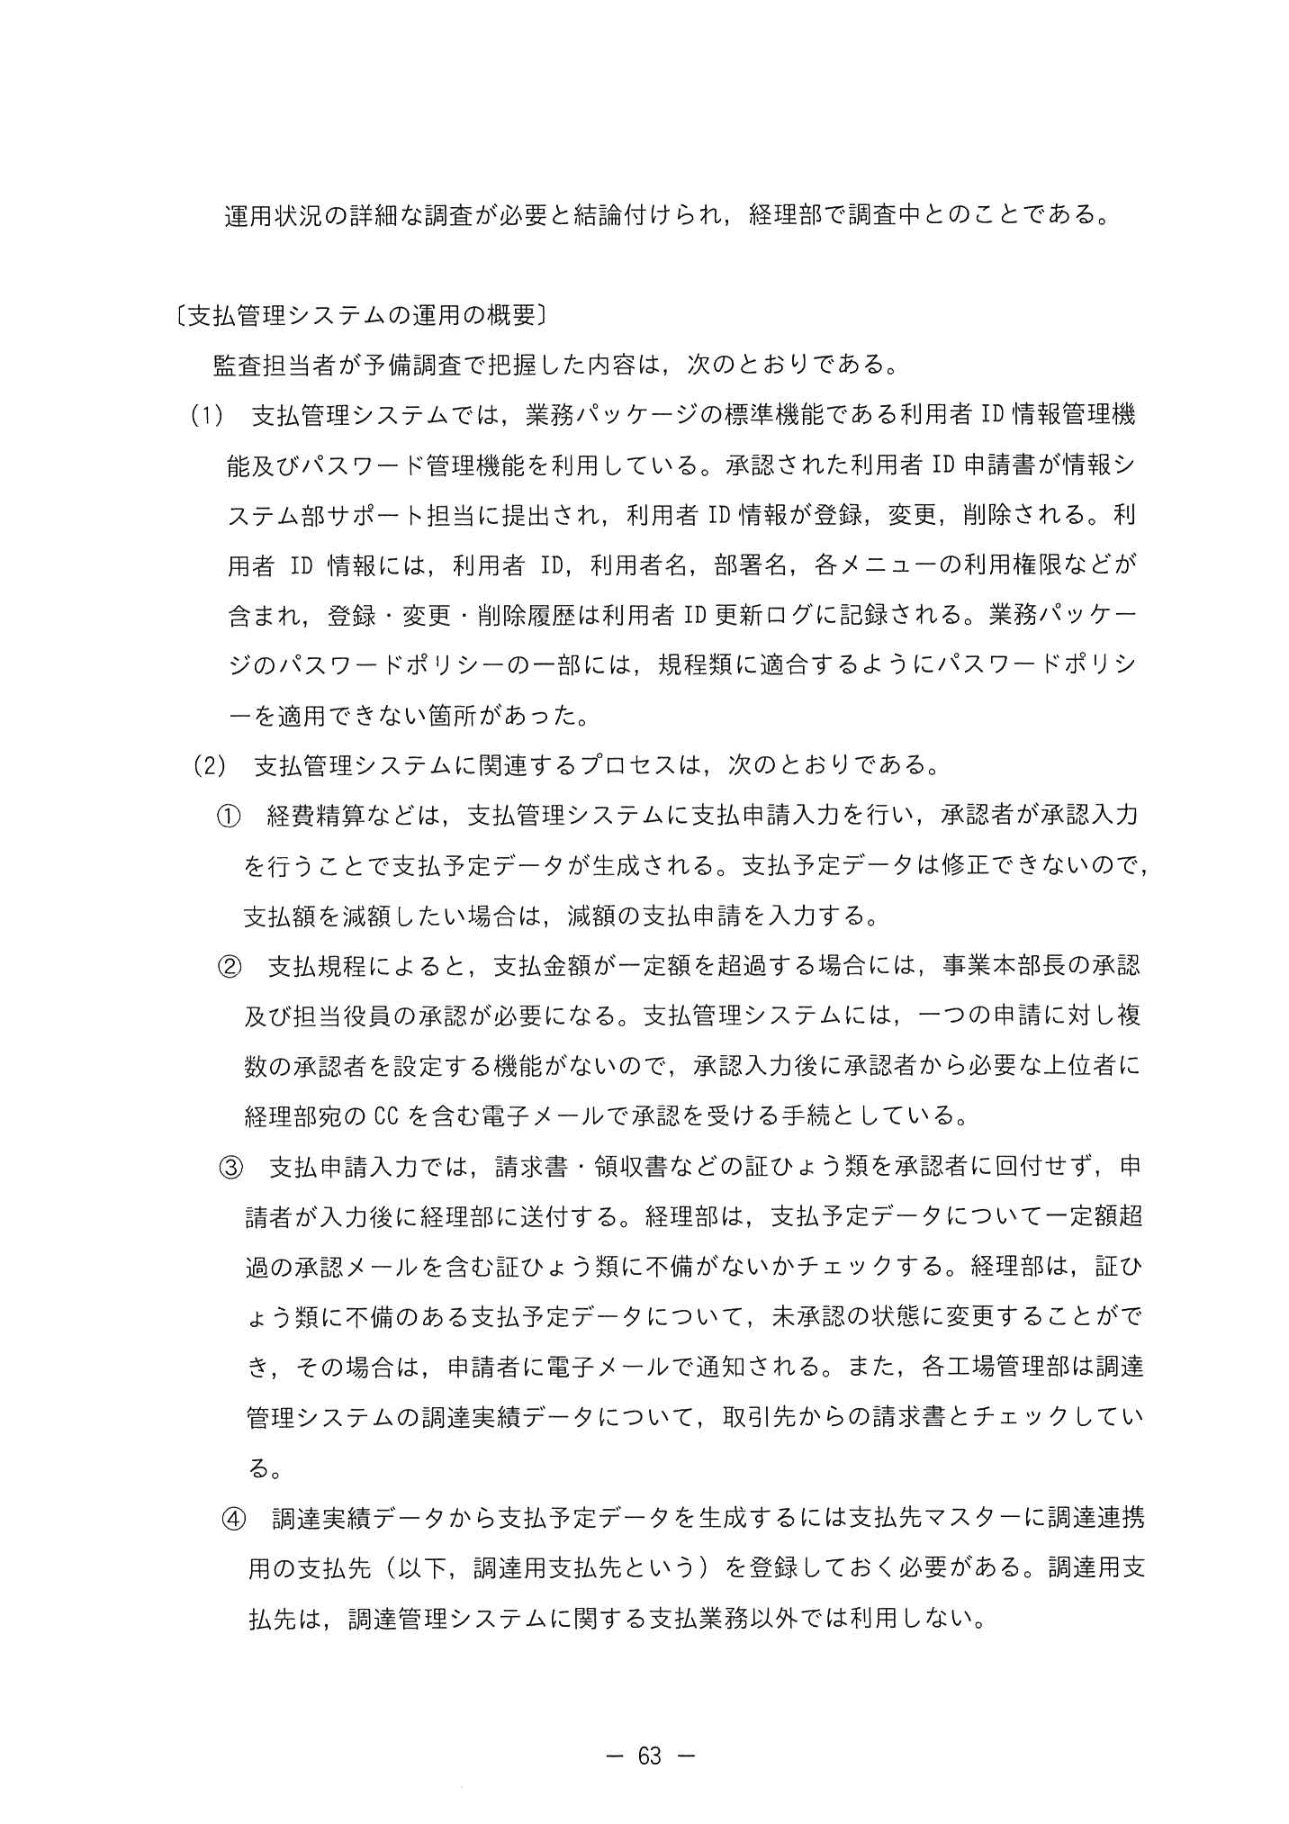 運用状況の詳細な調査が必要と結論付けられ，経理部で調査中とのことである。
〔支払管理システムの運用の概要〕
監査担当者が予備調査で把握した内容は，次のとおりである。
(1) 支払管理システムでは，業務パッケージの標準機能である利用者 ID 情報管理機
能及びパスワード管理機能を利用している。承認された利用者 ID 申請書が情報シ
ステム部サポート担当に提出され，利用者 ID 情報が登録，変更，削除される。利
用者 ID 情報には，利用者 ID，利用者名，部署名，各メニューの利用権限などが
含まれ，登録・変更・削除履歴は利用者 ID 更新ログに記録される。業務パッケー
ジのパスワードポリシーの一部には，規程類に適合するようにパスワードポリシ
ーを適用できない箇所があった。
(2) 支払管理システムに関連するプロセスは，次のとおりである。
① 経費精算などは，支払管理システムに支払申請入力を行い，承認者が承認入力
を行うことで支払予定データが生成される。支払予定データは修正できないので，
支払額を減額したい場合は，減額の支払申請を入力する。
② 支払規程によると，支払金額が一定額を超過する場合には，事業本部長の承認
及び担当役員の承認が必要になる。支払管理システムには，一つの申請に対し複
数の承認者を設定する機能がないので，承認入力後に承認者から必要な上位者に
経理部宛の CC を含む電子メールで承認を受ける手続としている。
③ 支払申請入力では，請求書・領収書などの証ひょう類を承認者に回付せず，申
請者が入力後に経理部に送付する。経理部は，支払予定データについて一定額超
過の承認メールを含む証ひょう類に不備がないかチェックする。経理部は，証ひ
ょう類に不備のある支払予定データについて，未承認の状態に変更することがで
き，その場合は，申請者に電子メールで通知される。また，各工場管理部は調達
管理システムの調達実績データについて，取引先からの請求書とチェックしてい
る。
④ 調達実績データから支払予定データを生成するには支払先マスターに調達連携
用の支払先（以下，調達用支払先という）を登録しておく必要がある。調達用支
払先は，調達管理システムに関する支払業務以外では利用しない。
－ 63 －